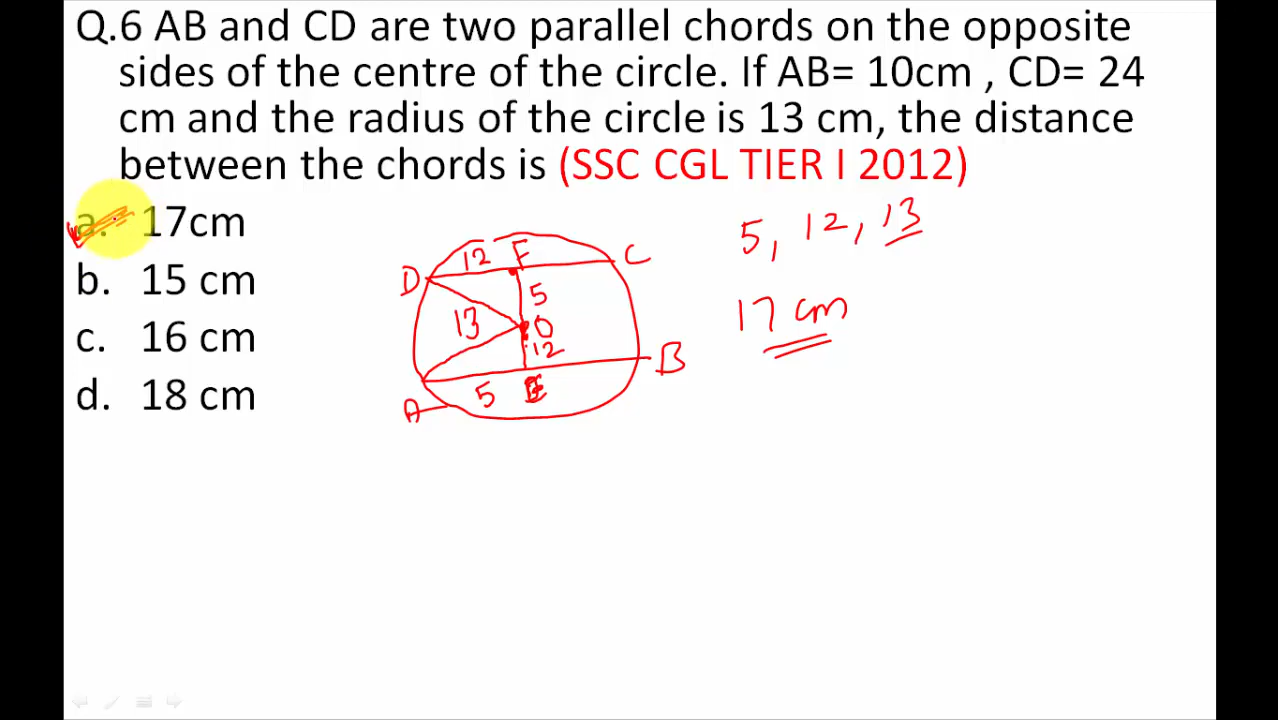 Q.6 AB and CD are two parallel chords on the opposite
sides of the centre of the circle. If AB= 10cm , CD= 24
cm and the radius of the circle is 13 cm, the distance
between the chords is (SSC CGL TIER I 2012)
a. 17cm
b. 15 cm
c. 16 cm
d. 18 cm
5, 12, 13
17 cm
12 F C
D
5
13 O
12
B
5 E
A